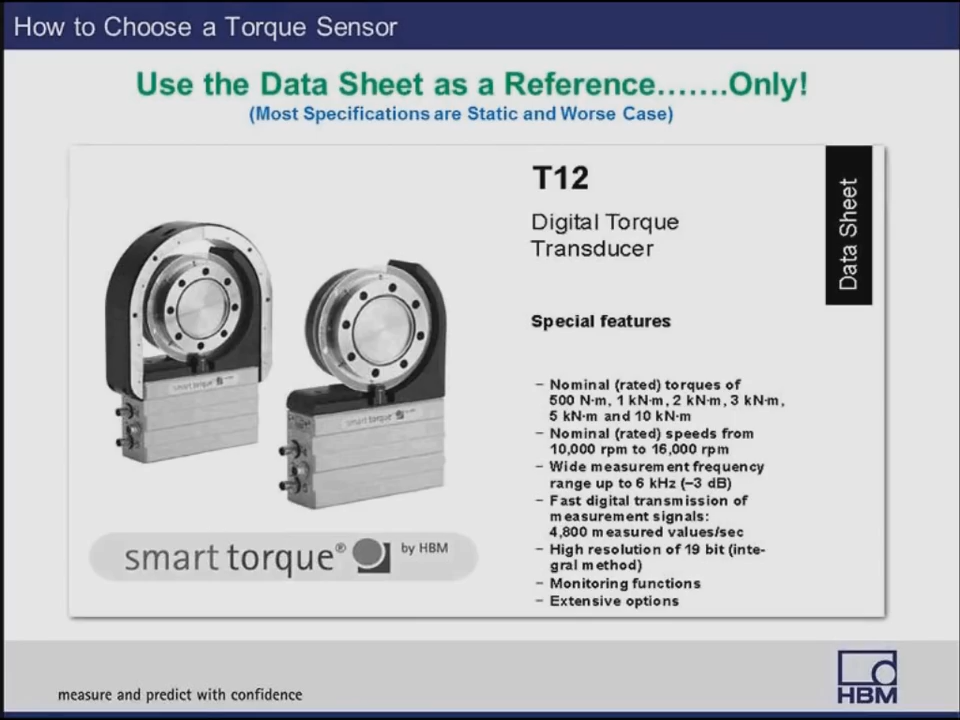 How to Choose a Torque Sensor
Use the Data Sheet as a Reference.......Only!
(Most Specifications are Static and Worse Case)
T12
Digital Torque
Transducer
Data Sheet
Special features
– Nominal (rated) torques of
500 N·m, 1 kN·m, 2 kN·m, 3 kN·m,
5 kN·m and 10 kN·m
– Nominal (rated) speeds from
10,000 rpm to 16,000 rpm
– Wide measurement frequency
range up to 6 kHz (–3 dB)
– Fast digital transmission of
measurement signals:
4,800 measured values/sec
– High resolution of 19 bit (inte-
gral method)
– Monitoring functions
– Extensive options
smart torque
smart torque
smart torque® by HBM
measure and predict with confidence
HBM